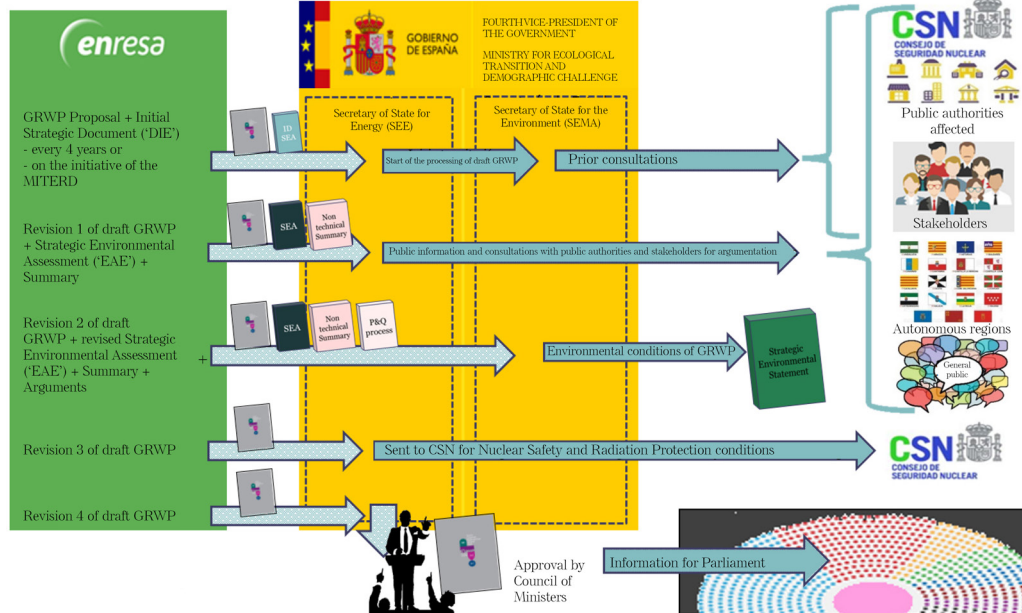 enresa
GOBIERNO
DE ESPAÑA
FOURTH VICE-PRESIDENT OF
THE GOVERNMENT
MINISTRY FOR ECOLOGICAL
TRANSITION AND
DEMOGRAPHIC CHALLENGE
CSN
CONSEJO DE
SEGURIDAD NUCLEAR
Secretary of State for
Energy (SEE)
Secretary of State for the
Environment (SEMA)
GRWP Proposal + Initial
Strategic Document (‘DIE’)
- every 4 years or
- on the initiative of the
MITERD
ID
SEA
Start of the processing of draft GRWP
Prior consultations
Public authorities
affected
Stakeholders
Revision 1 of draft GRWP
+ Strategic Environmental
Assessment (‘EAE’) +
Summary
SEA
Non
technical
Summary
Public information and consultations with public authorities and stakeholders for argumentation
Autonomous regions
General
public
Revision 2 of draft
GRWP + revised Strategic
Environmental Assessment
(‘EAE’) + Summary +
Arguments
+
SEA
Non
technical
Summary
P&Q
process
Environmental conditions of GRWP
Strategic
Environmental
Statement
Revision 3 of draft GRWP
Sent to CSN for Nuclear Safety and Radiation Protection conditions
CSN
CONSEJO DE
SEGURIDAD NUCLEAR
Revision 4 of draft GRWP
Approval by
Council of
Ministers
Information for Parliament